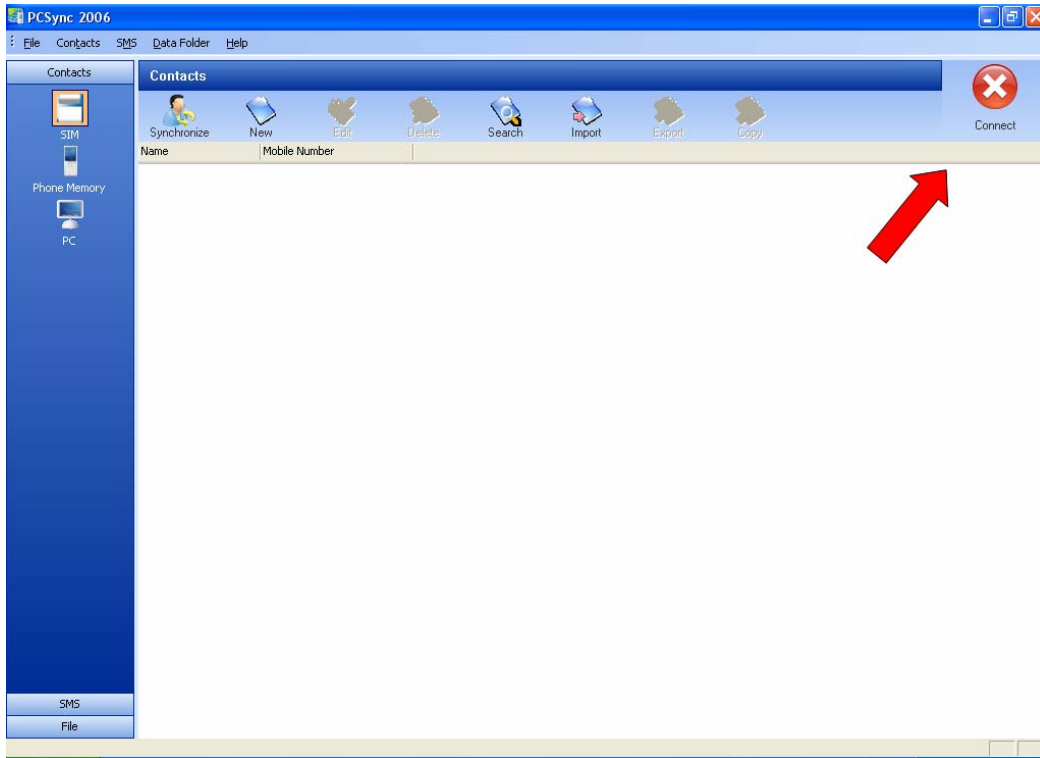 PCSync 2006
File Contacts SMS Data Folder Help
Contacts
SIM
Phone Memory
PC
SMS
File
Contacts
Synchronize New Edit Delete Search Import Export Copy
Connect
Name Mobile Number